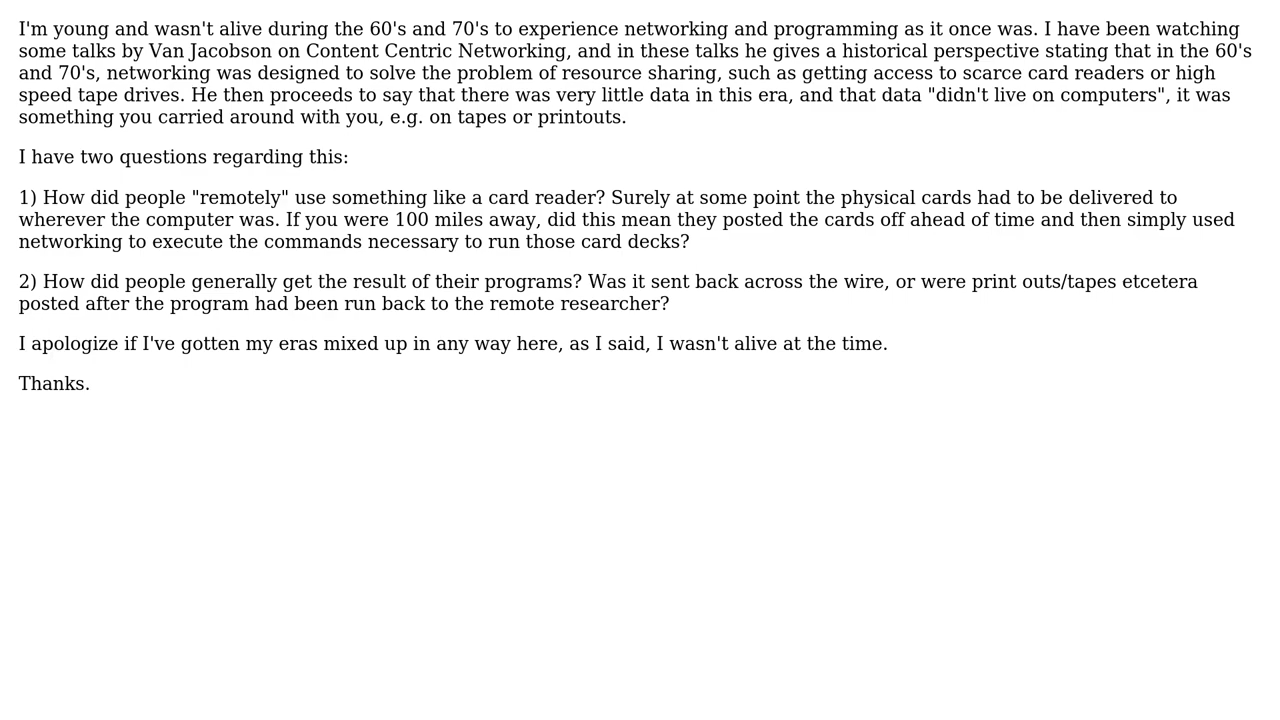 I'm young and wasn't alive during the 60's and 70's to experience networking and programming as it once was. I have been watching
some talks by Van Jacobson on Content Centric Networking, and in these talks he gives a historical perspective stating that in the 60's
and 70's, networking was designed to solve the problem of resource sharing, such as getting access to scarce card readers or high
speed tape drives. He then proceeds to say that there was very little data in this era, and that data "didn't live on computers", it was
something you carried around with you, e.g. on tapes or printouts.
I have two questions regarding this:
1) How did people "remotely" use something like a card reader? Surely at some point the physical cards had to be delivered to
wherever the computer was. If you were 100 miles away, did this mean they posted the cards off ahead of time and then simply used
networking to execute the commands necessary to run those card decks?
2) How did people generally get the result of their programs? Was it sent back across the wire, or were print outs/tapes etcetera
posted after the program had been run back to the remote researcher?
I apologize if I've gotten my eras mixed up in any way here, as I said, I wasn't alive at the time.
Thanks.